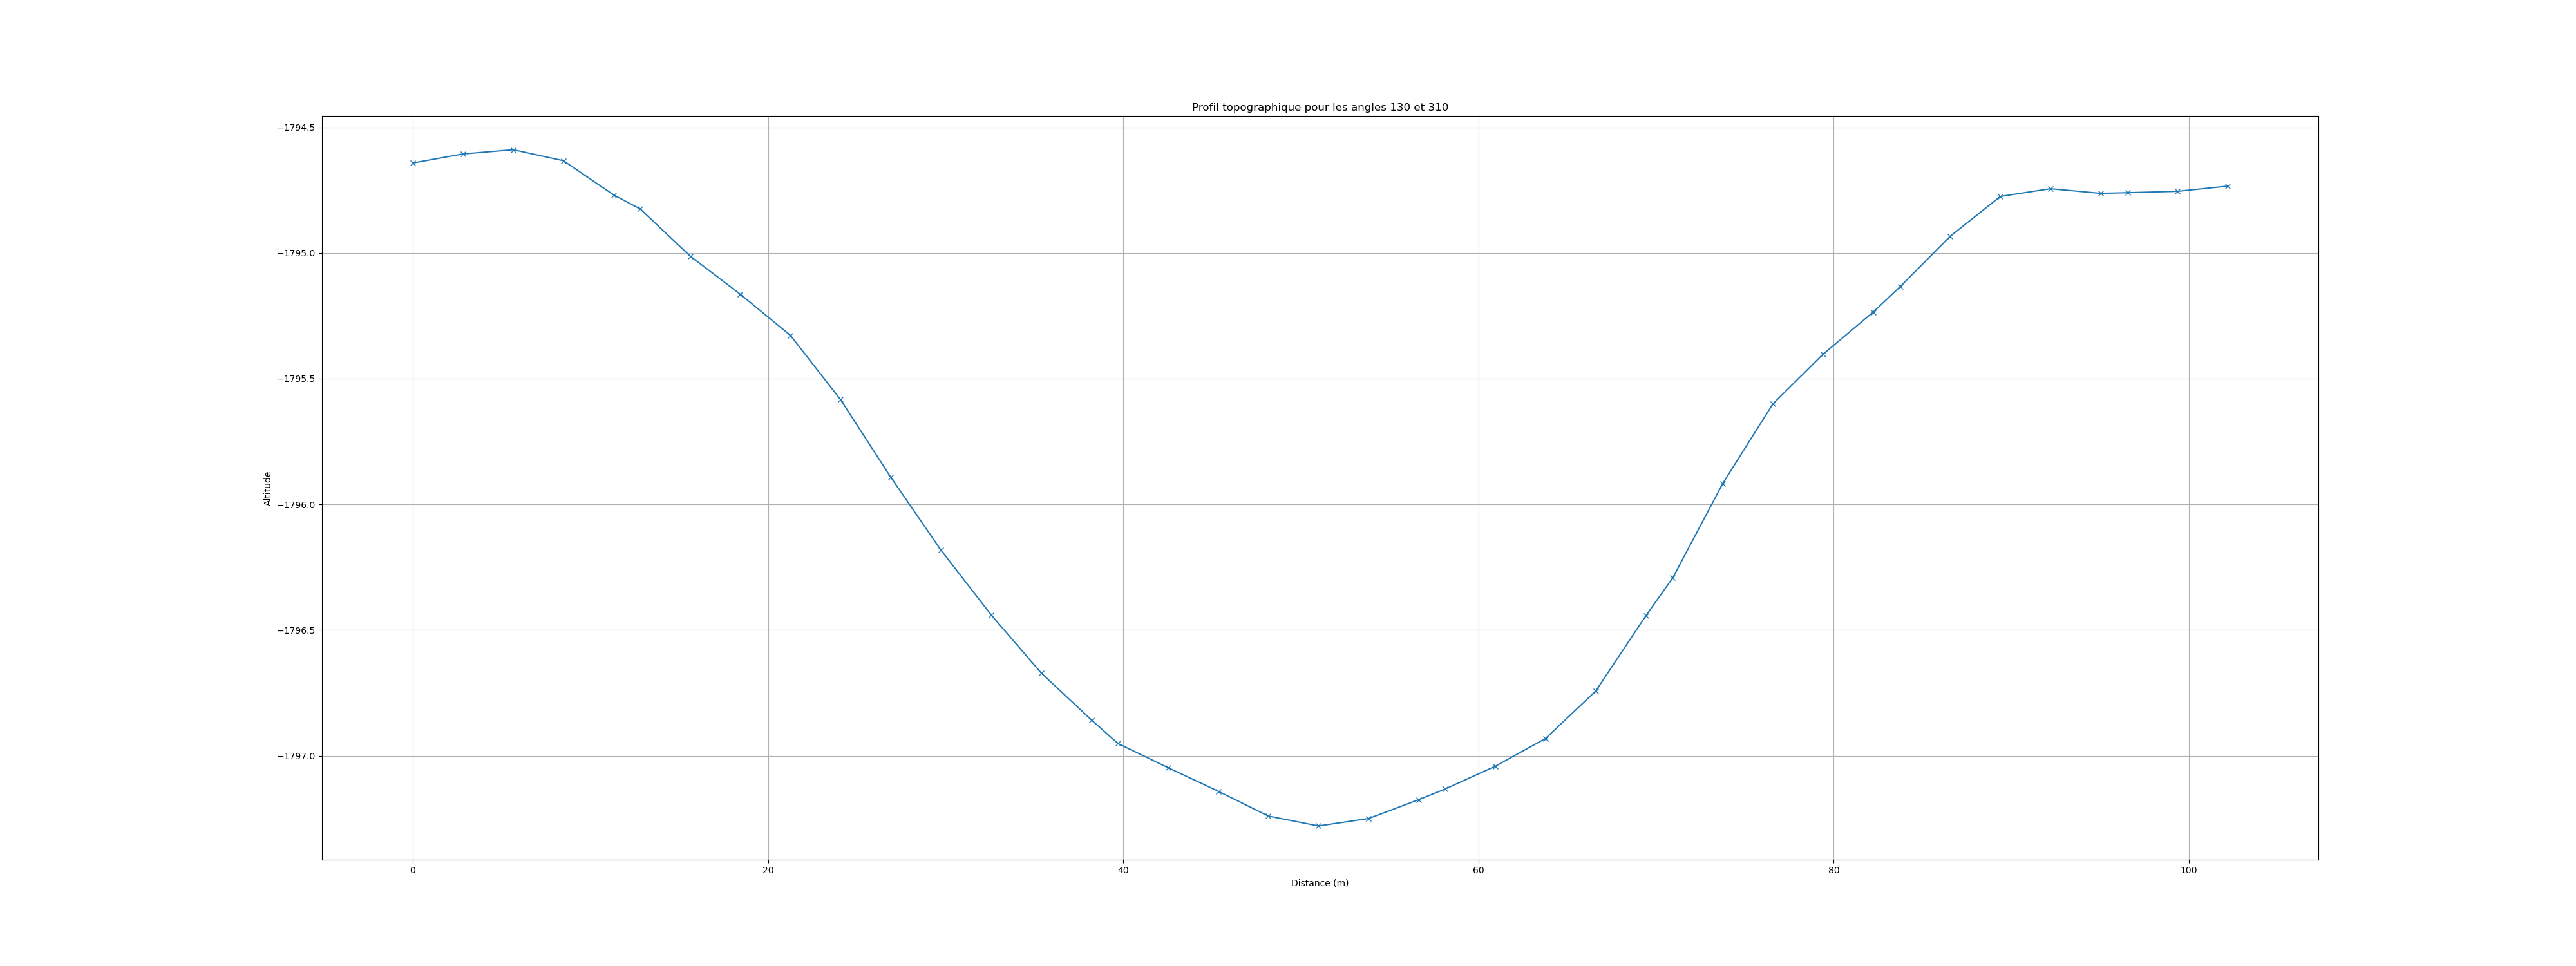 Profil topographique pour les angles 130 et 310
−1794.5
−1795.0
−1795.5
−1796.0
−1796.5
−1797.0
Altitude
0 20 40 60 80 100
Distance (m)